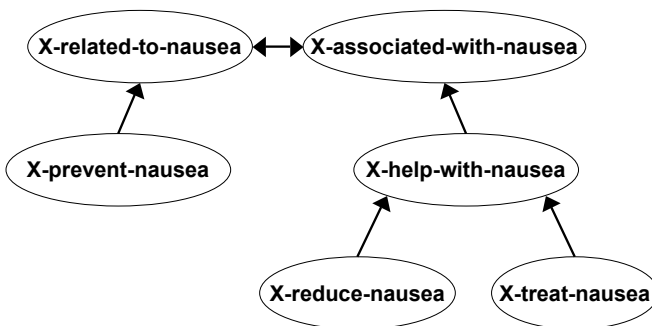 X-related-to-nausea
X-associated-with-nausea
X-prevent-nausea
X-help-with-nausea
X-reduce-nausea
X-treat-nausea